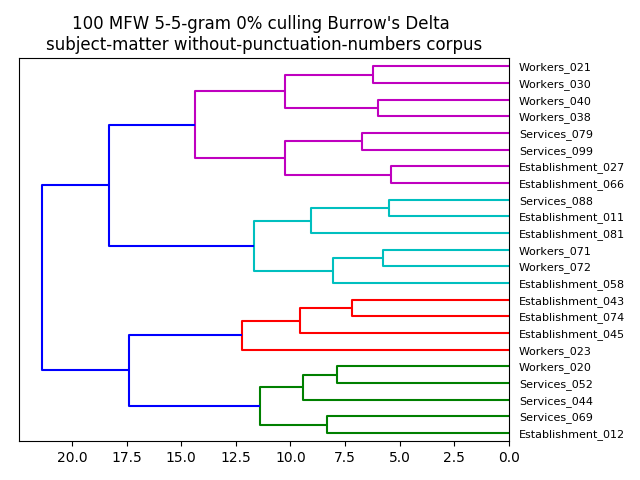 100 MFW 5-5-gram 0% culling Burrow's Delta
subject-matter without-punctuation-numbers corpus
Workers_021
Workers_030
Workers_040
Workers_038
Services_079
Services_099
Establishment_027
Establishment_066
Services_088
Establishment_011
Establishment_081
Workers_071
Workers_072
Establishment_058
Establishment_043
Establishment_074
Establishment_045
Workers_023
Workers_020
Services_052
Services_044
Services_069
Establishment_012
20.0 17.5 15.0 12.5 10.0 7.5 5.0 2.5 0.0